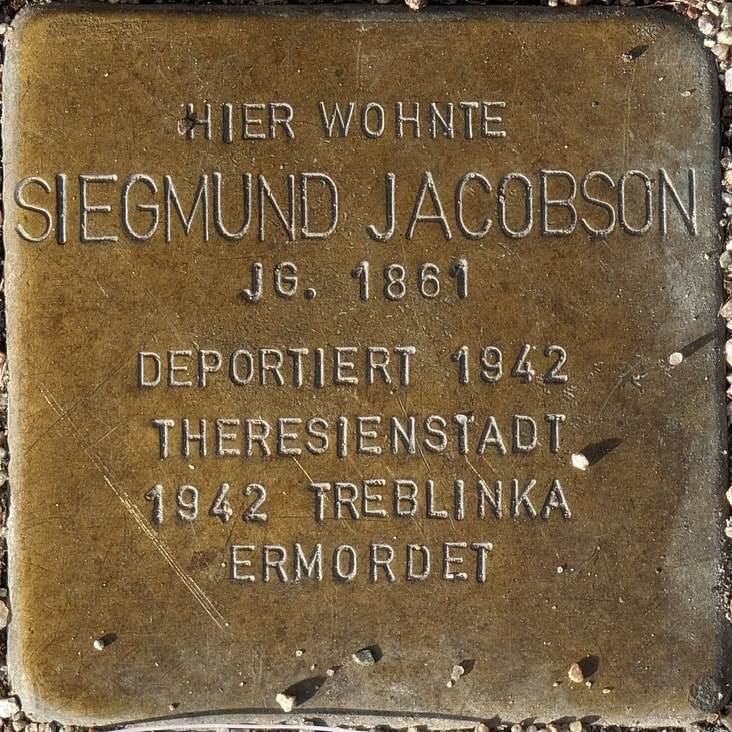 HIER WOHNTE
SIEGMUND JACOBSON
JG. 1861
DEPORTIERT 1942
THERESIENSTADT
1942 TREBLINKA
ERMORDET